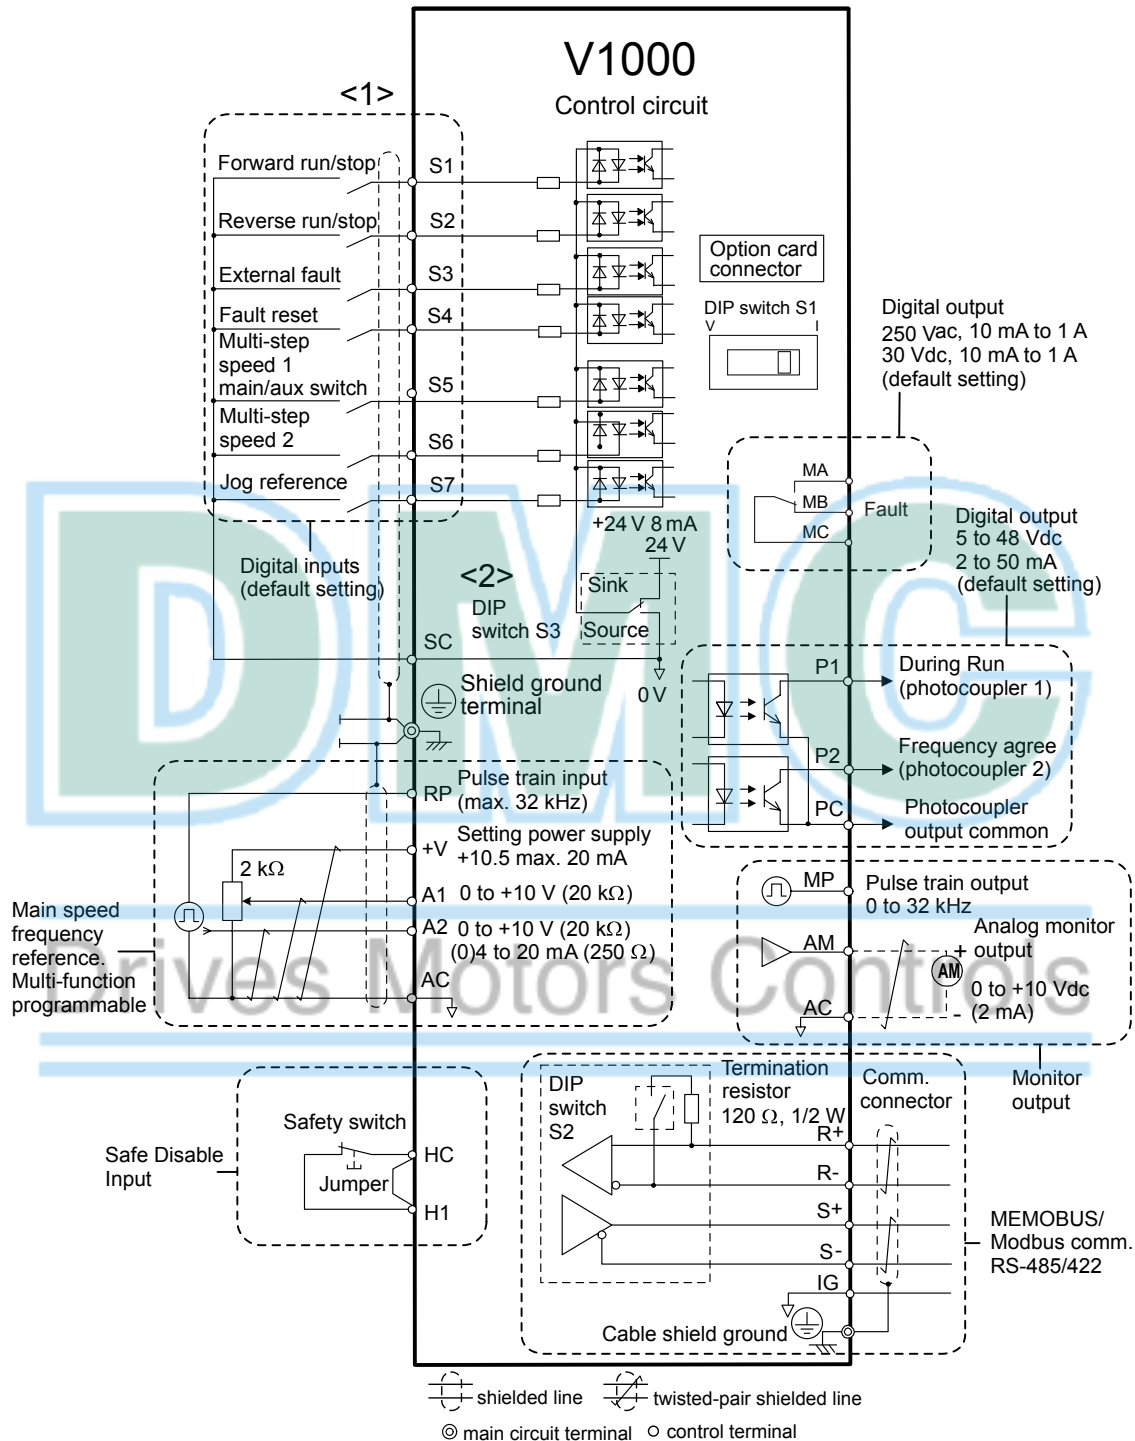 V1000
Control circuit
<1>
Forward run/stop
S1
Reverse run/stop
S2
External fault
S3
Fault reset
S4
Multi-step
speed 1
main/aux switch
S5
Multi-step
speed 2
S6
Jog reference
S7
Digital inputs
(default setting)
Option card
connector
DIP switch S1
V
I
+24 V 8 mA
24 V
<2>
DIP
switch S3
Sink
Source
SC
0 V
Shield ground
terminal
Digital output
250 Vac, 10 mA to 1 A
30 Vdc, 10 mA to 1 A
(default setting)
MA
MB
MC
Fault
Digital output
5 to 48 Vdc
2 to 50 mA
(default setting)
P1
During Run
(photocoupler 1)
P2
Frequency agree
(photocoupler 2)
PC
Photocoupler
output common
DMC
Drives Motors Controls
RP
Pulse train input
(max. 32 kHz)
+V
Setting power supply
+10.5 max. 20 mA
2 kΩ
A1
0 to +10 V (20 kΩ)
A2
0 to +10 V (20 kΩ)
(0)4 to 20 mA (250 Ω)
AC
Main speed
frequency
reference.
Multi-function
programmable
MP
Pulse train output
0 to 32 kHz
AM
Analog monitor
output
+
AM
0 to +10 Vdc
(2 mA)
-
AC
Monitor
output
Safe Disable
Input
Safety switch
Jumper
HC
H1
DIP
switch
S2
Termination
resistor
120 Ω, 1/2 W
Comm.
connector
R+
R-
S+
S-
IG
Cable shield ground
MEMOBUS/
Modbus comm.
RS-485/422
shielded line
twisted-pair shielded line
main circuit terminal
control terminal